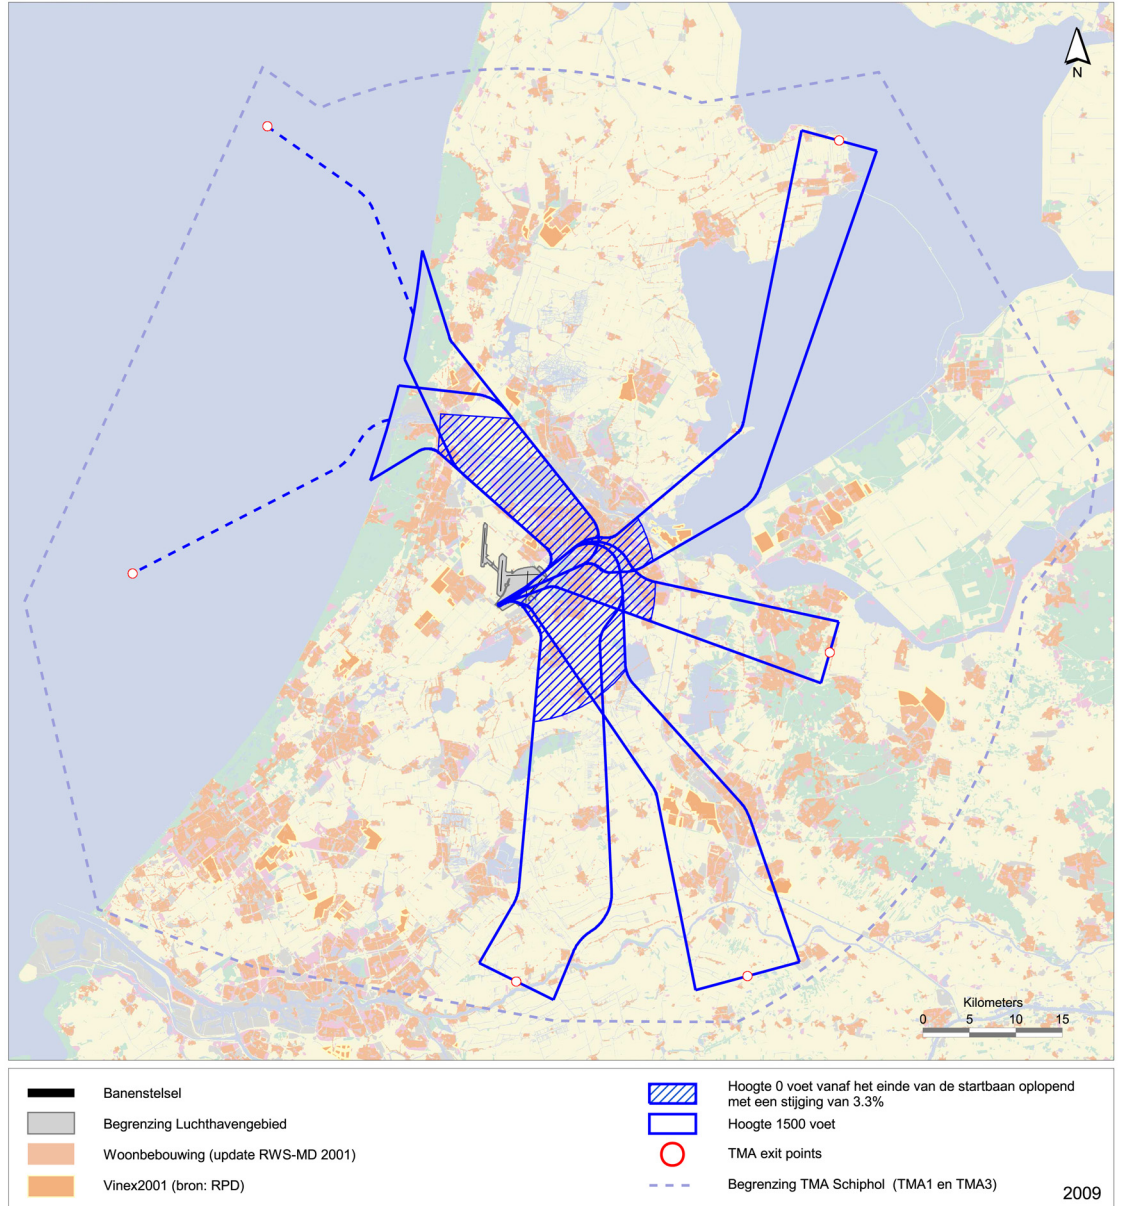 N
Kilometers
0 5 10 15
Banenstelsel
Begrenzing Luchthavengebied
Woonbebouwing (update RWS-MD 2001)
Vinex2001 (bron: RPD)
Hoogte 0 voet vanaf het einde van de startbaan oplopend
met een stijging van 3.3%
Hoogte 1500 voet
TMA exit points
Begrenzing TMA Schiphol (TMA1 en TMA3)
2009